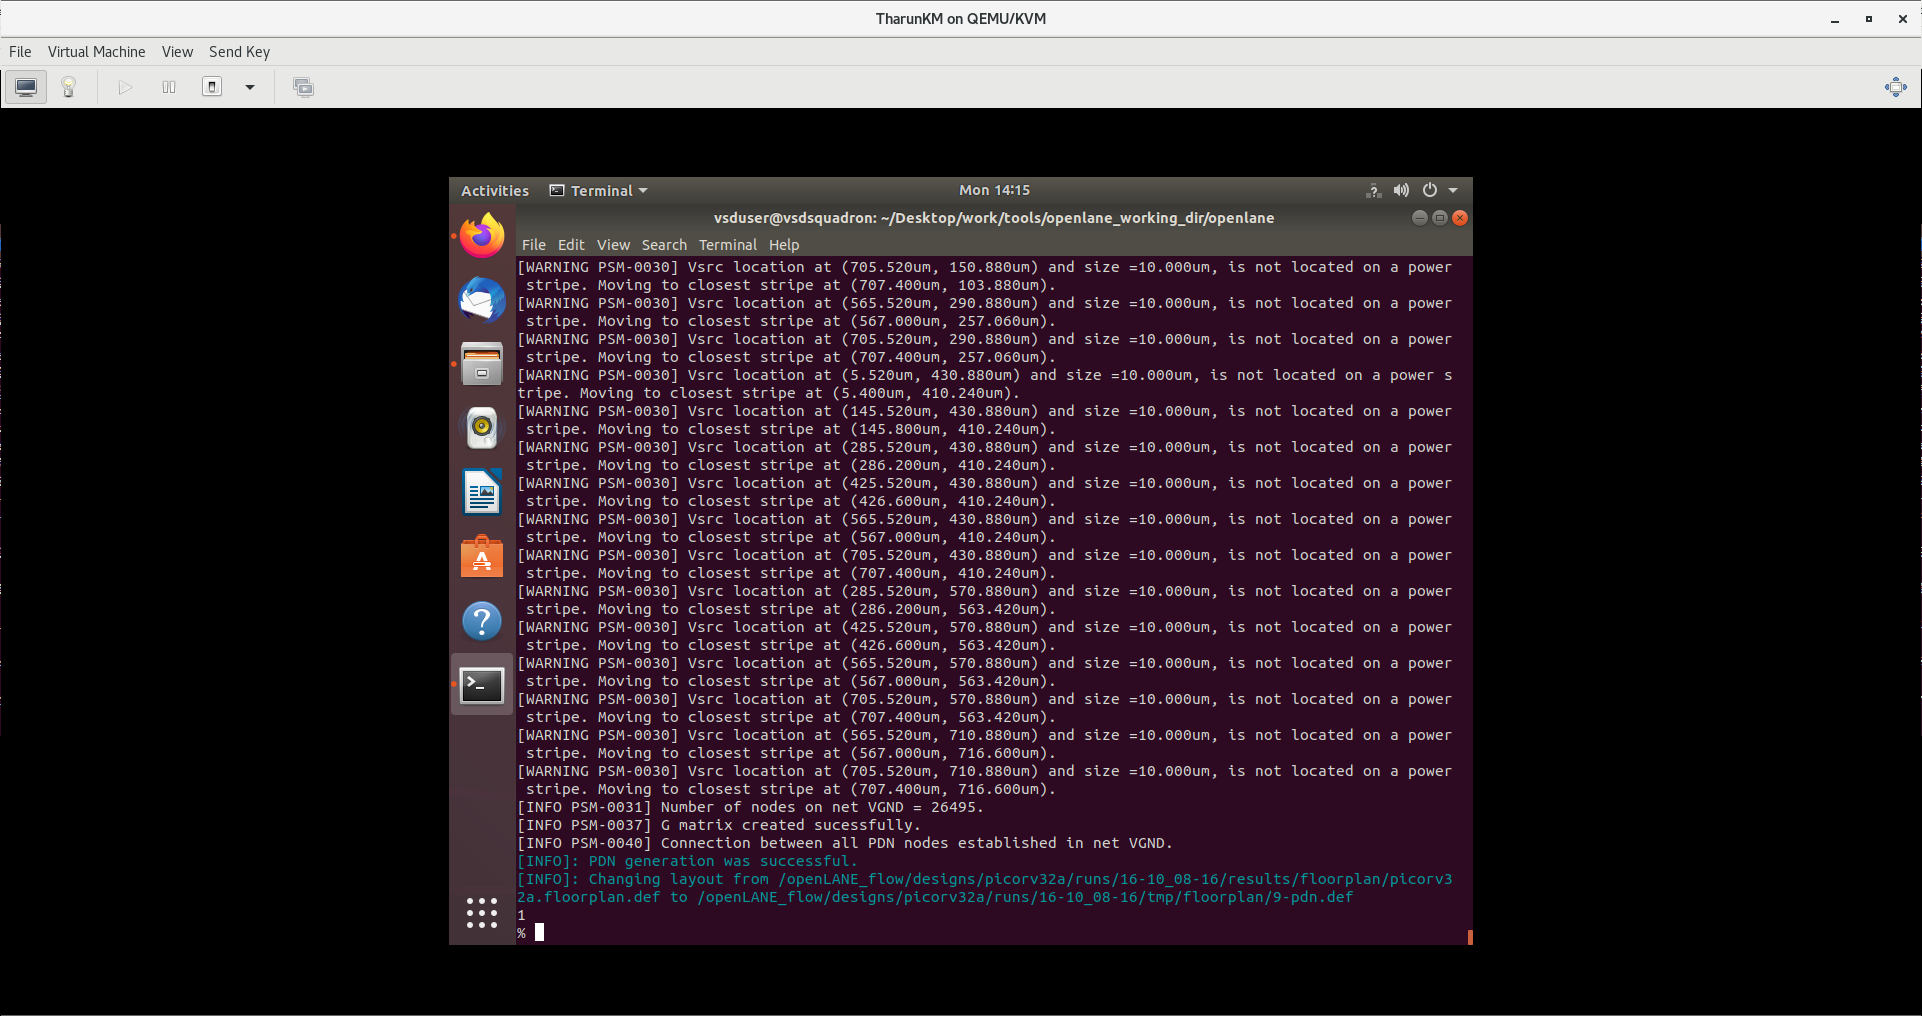 TharunKM on QEMU/KVM
File Virtual Machine View Send Key
Activities Terminal Mon 14:15
vsduser@vsdsquadron: ~/Desktop/work/tools/openlane_working_dir/openlane
File Edit View Search Terminal Help
[WARNING PSM-0030] Vsrc location at (705.520um, 150.880um) and size =10.000um, is not located on a power
 stripe. Moving to closest stripe at (707.400um, 103.880um).
[WARNING PSM-0030] Vsrc location at (565.520um, 290.880um) and size =10.000um, is not located on a power
 stripe. Moving to closest stripe at (567.000um, 257.060um).
[WARNING PSM-0030] Vsrc location at (705.520um, 290.880um) and size =10.000um, is not located on a power
 stripe. Moving to closest stripe at (707.400um, 257.060um).
[WARNING PSM-0030] Vsrc location at (5.520um, 430.880um) and size =10.000um, is not located on a power s
tripe. Moving to closest stripe at (5.400um, 410.240um).
[WARNING PSM-0030] Vsrc location at (145.520um, 430.880um) and size =10.000um, is not located on a power
 stripe. Moving to closest stripe at (145.800um, 410.240um).
[WARNING PSM-0030] Vsrc location at (285.520um, 430.880um) and size =10.000um, is not located on a power
 stripe. Moving to closest stripe at (286.200um, 410.240um).
[WARNING PSM-0030] Vsrc location at (425.520um, 430.880um) and size =10.000um, is not located on a power
 stripe. Moving to closest stripe at (426.600um, 410.240um).
[WARNING PSM-0030] Vsrc location at (565.520um, 430.880um) and size =10.000um, is not located on a power
 stripe. Moving to closest stripe at (567.000um, 410.240um).
[WARNING PSM-0030] Vsrc location at (705.520um, 430.880um) and size =10.000um, is not located on a power
 stripe. Moving to closest stripe at (707.400um, 410.240um).
[WARNING PSM-0030] Vsrc location at (285.520um, 570.880um) and size =10.000um, is not located on a power
 stripe. Moving to closest stripe at (286.200um, 563.420um).
[WARNING PSM-0030] Vsrc location at (425.520um, 570.880um) and size =10.000um, is not located on a power
 stripe. Moving to closest stripe at (426.600um, 563.420um).
[WARNING PSM-0030] Vsrc location at (565.520um, 570.880um) and size =10.000um, is not located on a power
 stripe. Moving to closest stripe at (567.000um, 563.420um).
[WARNING PSM-0030] Vsrc location at (705.520um, 570.880um) and size =10.000um, is not located on a power
 stripe. Moving to closest stripe at (707.400um, 563.420um).
[WARNING PSM-0030] Vsrc location at (565.520um, 710.880um) and size =10.000um, is not located on a power
 stripe. Moving to closest stripe at (567.000um, 716.600um).
[WARNING PSM-0030] Vsrc location at (705.520um, 710.880um) and size =10.000um, is not located on a power
 stripe. Moving to closest stripe at (707.400um, 716.600um).
[INFO PSM-0031] Number of nodes on net VGND = 26495.
[INFO PSM-0037] G matrix created sucessfully.
[INFO PSM-0040] Connection between all PDN nodes established in net VGND.
[INFO]: PDN generation was successful.
[INFO]: Changing layout from /openLANE_flow/designs/picorv32a/runs/16-10_08-16/results/floorplan/picorv3
2a.floorplan.def to /openLANE_flow/designs/picorv32a/runs/16-10_08-16/tmp/floorplan/9-pdn.def
1
%